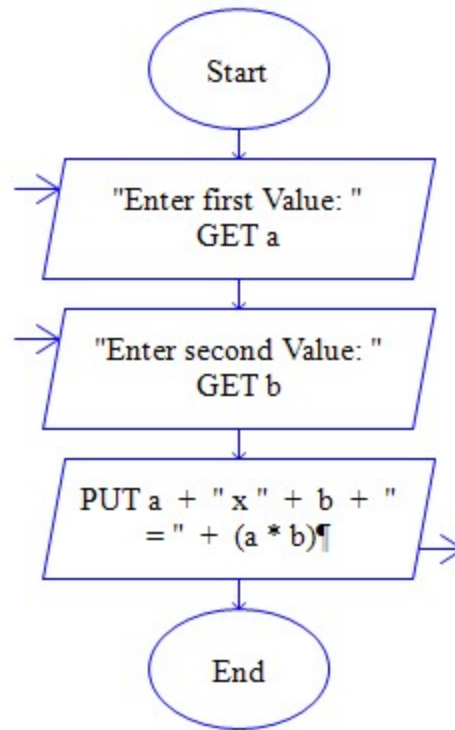 Start
"Enter first Value: "
GET a
"Enter second Value: "
GET b
PUT a + " x " + b + "
= " + (a * b)¶
End